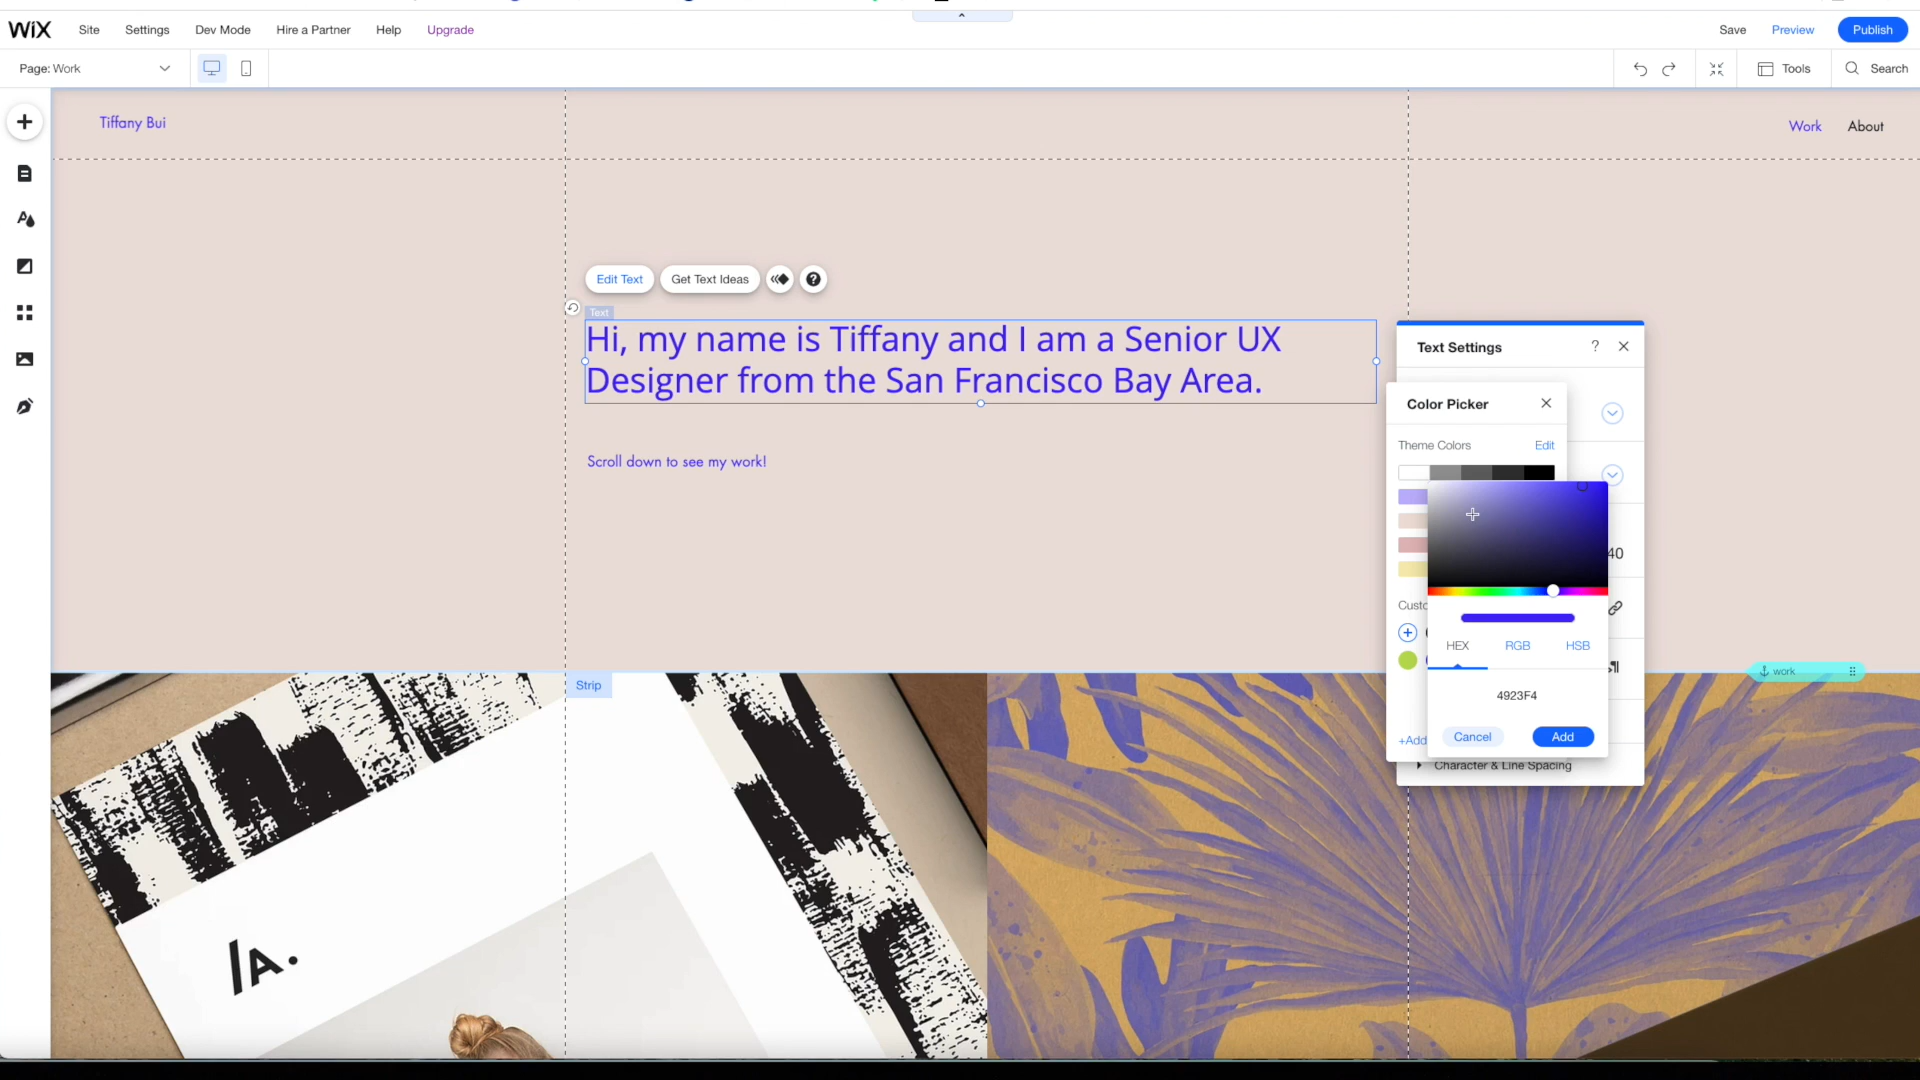 WiX Site Settings Dev Mode Hire a Partner Help Upgrade Save Preview Publish
Page: Work Tools Search
Tiffany Bui Work About
Edit Text Get Text Ideas
Text
Hi, my name is Tiffany and I am a Senior UX
Designer from the San Francisco Bay Area.
Scroll down to see my work!
Text Settings ?
Color Picker
Theme Colors Edit
40
Custo
HEX RGB HSB
4923F4
+Add Cancel Add
Character & Line Spacing
work
Strip
/A.